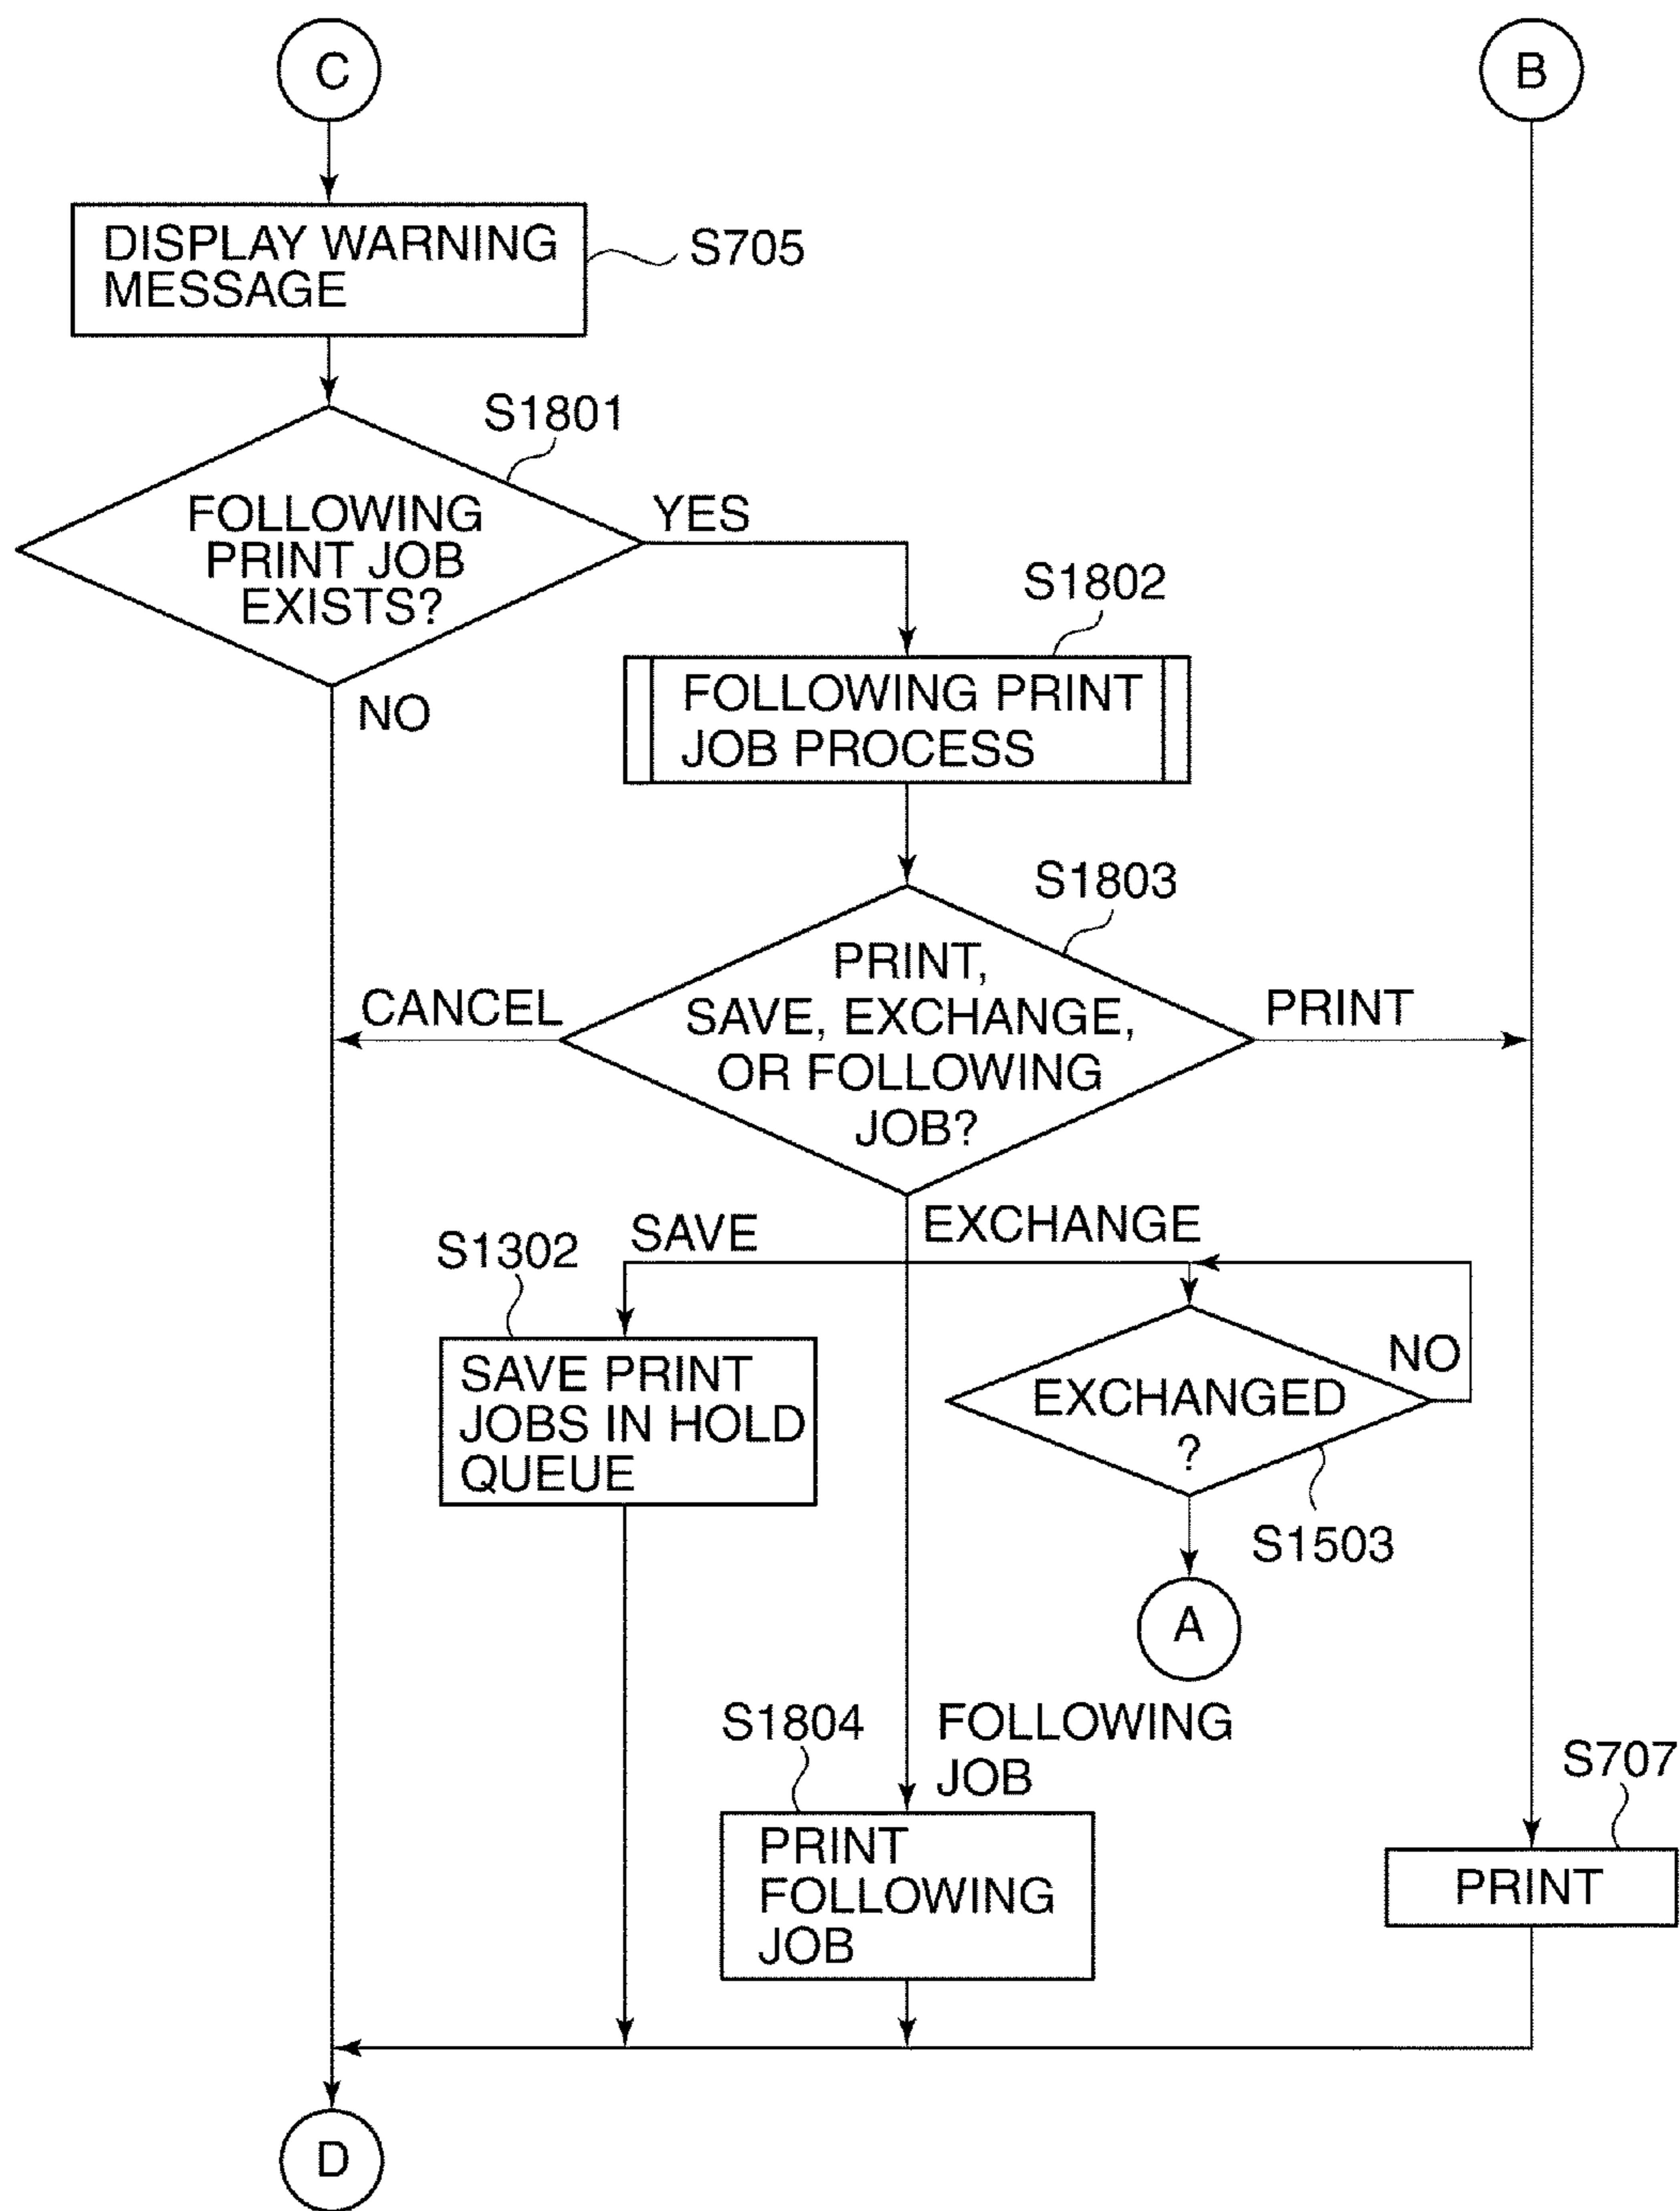 C
B
DISPLAY WARNING
MESSAGE
S705
S1801
FOLLOWING
PRINT JOB
EXISTS?
YES
NO
S1802
FOLLOWING PRINT
JOB PROCESS
S1803
PRINT,
SAVE, EXCHANGE,
OR FOLLOWING
JOB?
CANCEL
PRINT
SAVE
EXCHANGE
S1302
SAVE PRINT
JOBS IN HOLD
QUEUE
EXCHANGED
?
NO
S1503
A
S1804
FOLLOWING
JOB
PRINT
FOLLOWING
JOB
S707
PRINT
D